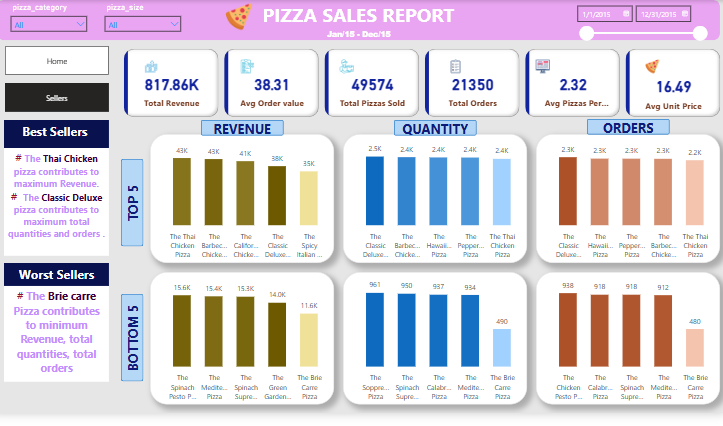 pizza_category
pizza_size
All
All
PIZZA SALES REPORT
Jan/15 - Dec/15
1/1/2015
12/31/2015
Home
Sellers
817.86K
Total Revenue
38.31
Avg Order value
49574
Total Pizzas Sold
21350
Total Orders
2.32
Avg Pizzas Per...
16.49
Avg Unit Price
Best Sellers
# The Thai Chicken
pizza contributes to
maximum Revenue.
# The Classic Deluxe
pizza contributes to
maximum total
quantities and orders .
Worst Sellers
# The Brie carre
Pizza contributes
to minimum
Revenue, total
quantities, total
orders
REVENUE
QUANTITY
ORDERS
TOP 5
43K
43K
41K
38K
35K
The Thai Chicken Pizza
The Barbec... Chicke...
The Califor... Chicke...
The Classic Deluxe...
The Spicy Italian ...
2.5K
2.4K
2.4K
2.4K
2.4K
The Classic Deluxe...
The Barbec... Chicke...
The Hawaii... Pizza
The Pepper... Pizza
The Thai Chicken Pizza
2.3K
2.3K
2.3K
2.3K
2.2K
The Classic Deluxe...
The Hawaii... Pizza
The Pepper... Pizza
The Barbec... Chicke...
The Thai Chicken Pizza
BOTTOM 5
15.6K
15.4K
15.3K
14.0K
11.6K
The Spinach Pesto P...
The Medite... Pizza
The Spinach Supre...
The Green Garden...
The Brie Carre Pizza
961
950
937
934
490
The Soppre... Pizza
The Spinach Supre...
The Calabr... Pizza
The Medite... Pizza
The Brie Carre Pizza
938
918
918
912
480
The Chicken Pesto P...
The Calabr... Pizza
The Spinach Supre...
The Medite... Pizza
The Brie Carre Pizza